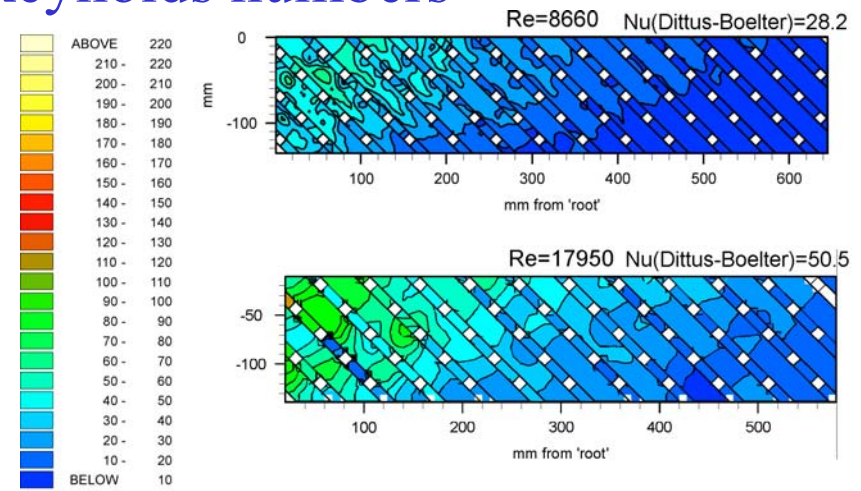 Reynolds numbers
ABOVE 220
210 - 220
200 - 210
190 - 200
180 - 190
170 - 180
160 - 170
150 - 160
140 - 150
130 - 140
120 - 130
110 - 120
100 - 110
90 - 100
80 - 90
70 - 80
60 - 70
50 - 60
40 - 50
30 - 40
20 - 30
10 - 20
BELOW 10
Re=8660 Nu(Dittus-Boelter)=28.2
0
mm
-100
100 200 300 400 500 600
mm from 'root'
Re=17950 Nu(Dittus-Boelter)=50.5
-50
-100
100 200 300 400 500
mm from 'root'